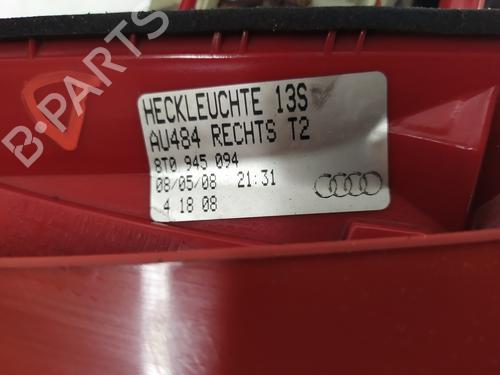 B-PARTS
HECKLEUCHTE 13S
AU484 RECHTS T2
8T0 945 094
08/05/08 21:31
4 18 08